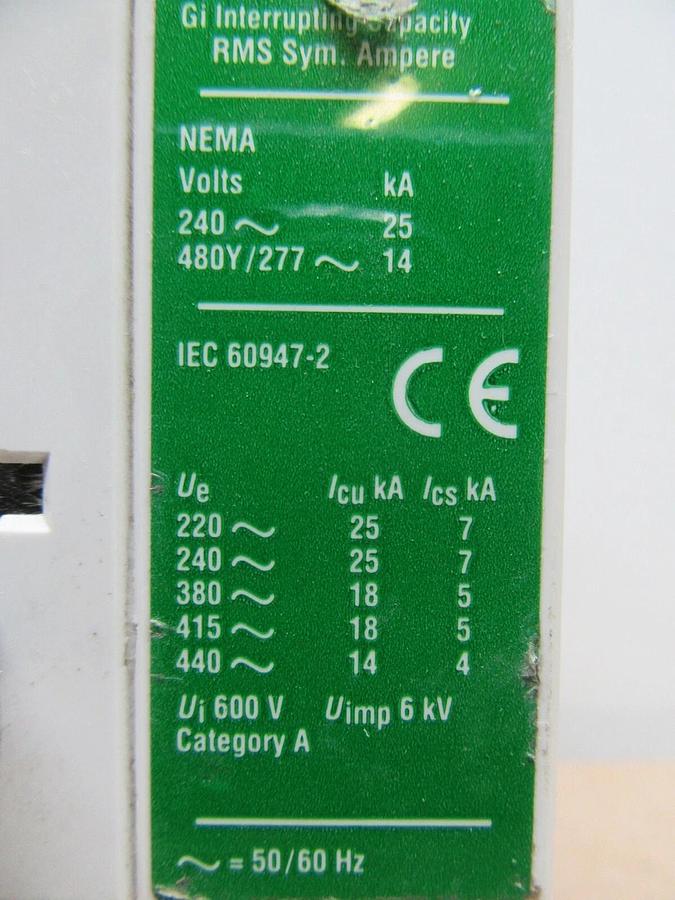 Gi Interrupting Capacity
RMS Sym. Ampere
NEMA
Volts kA
240 ~ 25
480Y/277 ~ 14
IEC 60947-2
CE
Ue Icu kA Ics kA
220 ~ 25 7
240 ~ 25 7
380 ~ 18 5
415 ~ 18 5
440 ~ 14 4
Ui 600 V Uimp 6 kV
Category A
~ = 50/60 Hz